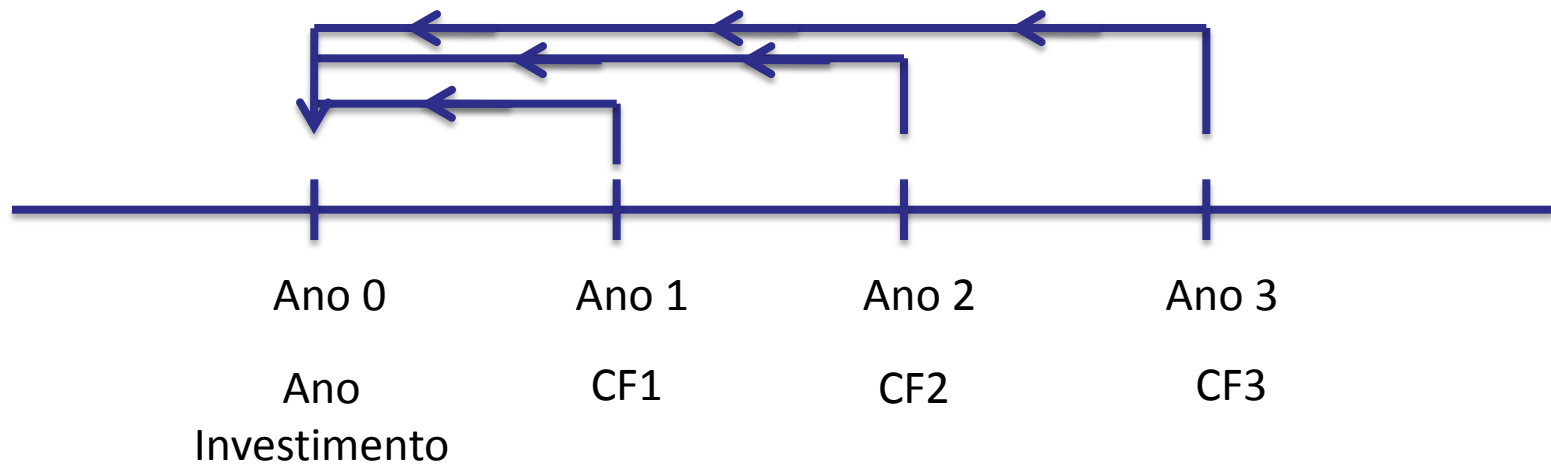 Ano 0
Ano 1
Ano 2
Ano 3
Ano
Investimento
CF1
CF2
CF3